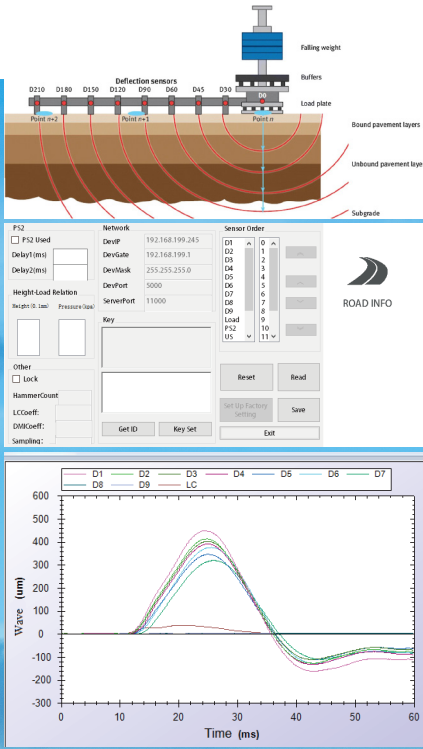 Falling weight
Buffers
Deflection sensors
D210 D180 D150 D120 D90 D60 D45 D30
D0
Load plate
Point n+2 Point n+1 Point n
Bound pavement layers
Unbound pavement laye
Subgrade
PS2
PS2 Used
Delay1(ms)
Delay2(ms)
Height-Load Relation
Height(0.1mm) Pressure(kpa)
Other
Lock
HammerCount
LCCoeff:
DMICoeff:
Sampling:
Network
DevIP 192.168.199.245
DevGate 192.168.199.1
DevMask 255.255.255.0
DevPort 5000
ServerPort 11000
Key
Get ID Key Set
Sensor Order
D1 0
D2 1
D3 2
D4 3
D5 4
D6 5
D7 6
D8 7
D9 8
Load 9
PS2 10
US 11
Reset Read
Set Up Factory
Setting
Save
Exit
ROAD INFO
D1 D2 D3 D4 D5 D6 D7
D8 D9 LC
600
500
400
300
200
100
0
-100
-200
-300
Wave (um)
0 10 20 30 40 50 60
Time (ms)